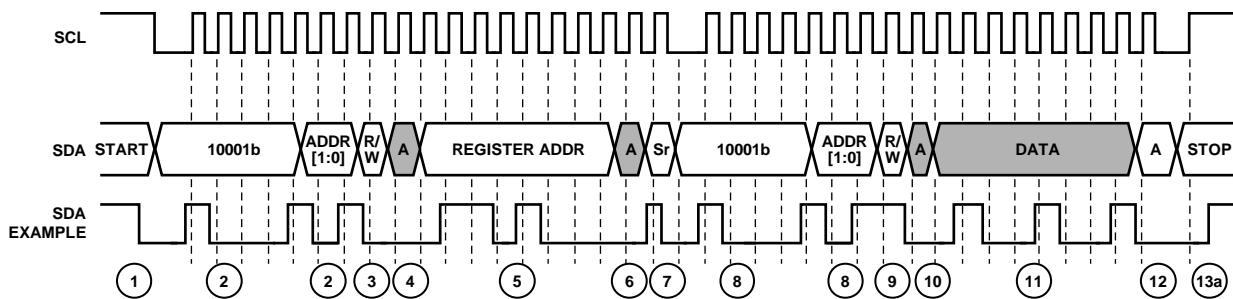 SCL
SDA START 10001b ADDR [1:0] R/W A REGISTER ADDR A Sr 10001b ADDR [1:0] R/W A DATA A STOP
SDA
EXAMPLE
1 2 2 3 4 5 6 7 8 8 9 10 11 12 13a